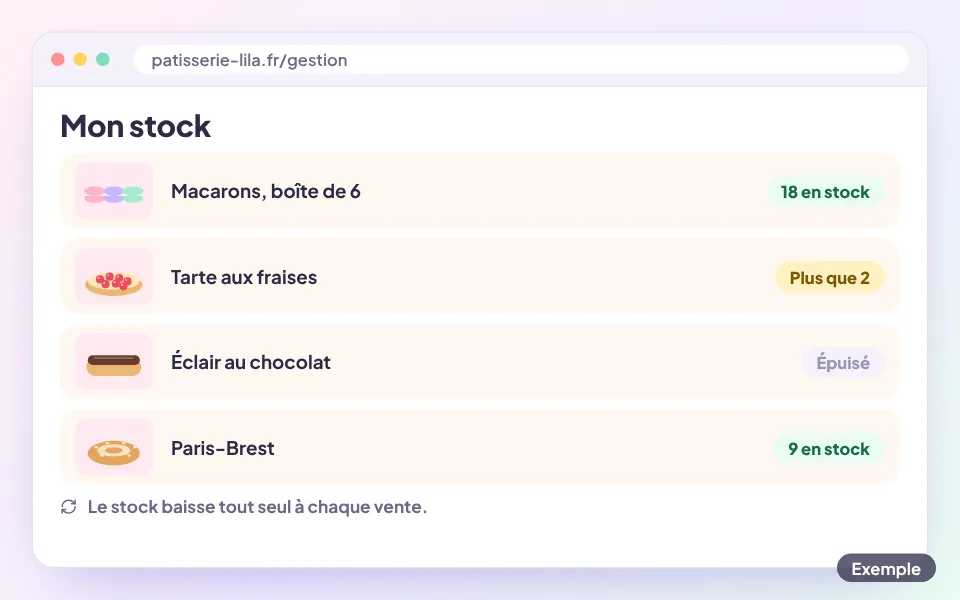 patisserie-lila.fr/gestion
Mon stock
Macarons, boîte de 6
18 en stock
Tarte aux fraises
Plus que 2
Éclair au chocolat
Épuisé
Paris-Brest
9 en stock
Le stock baisse tout seul à chaque vente.
Exemple